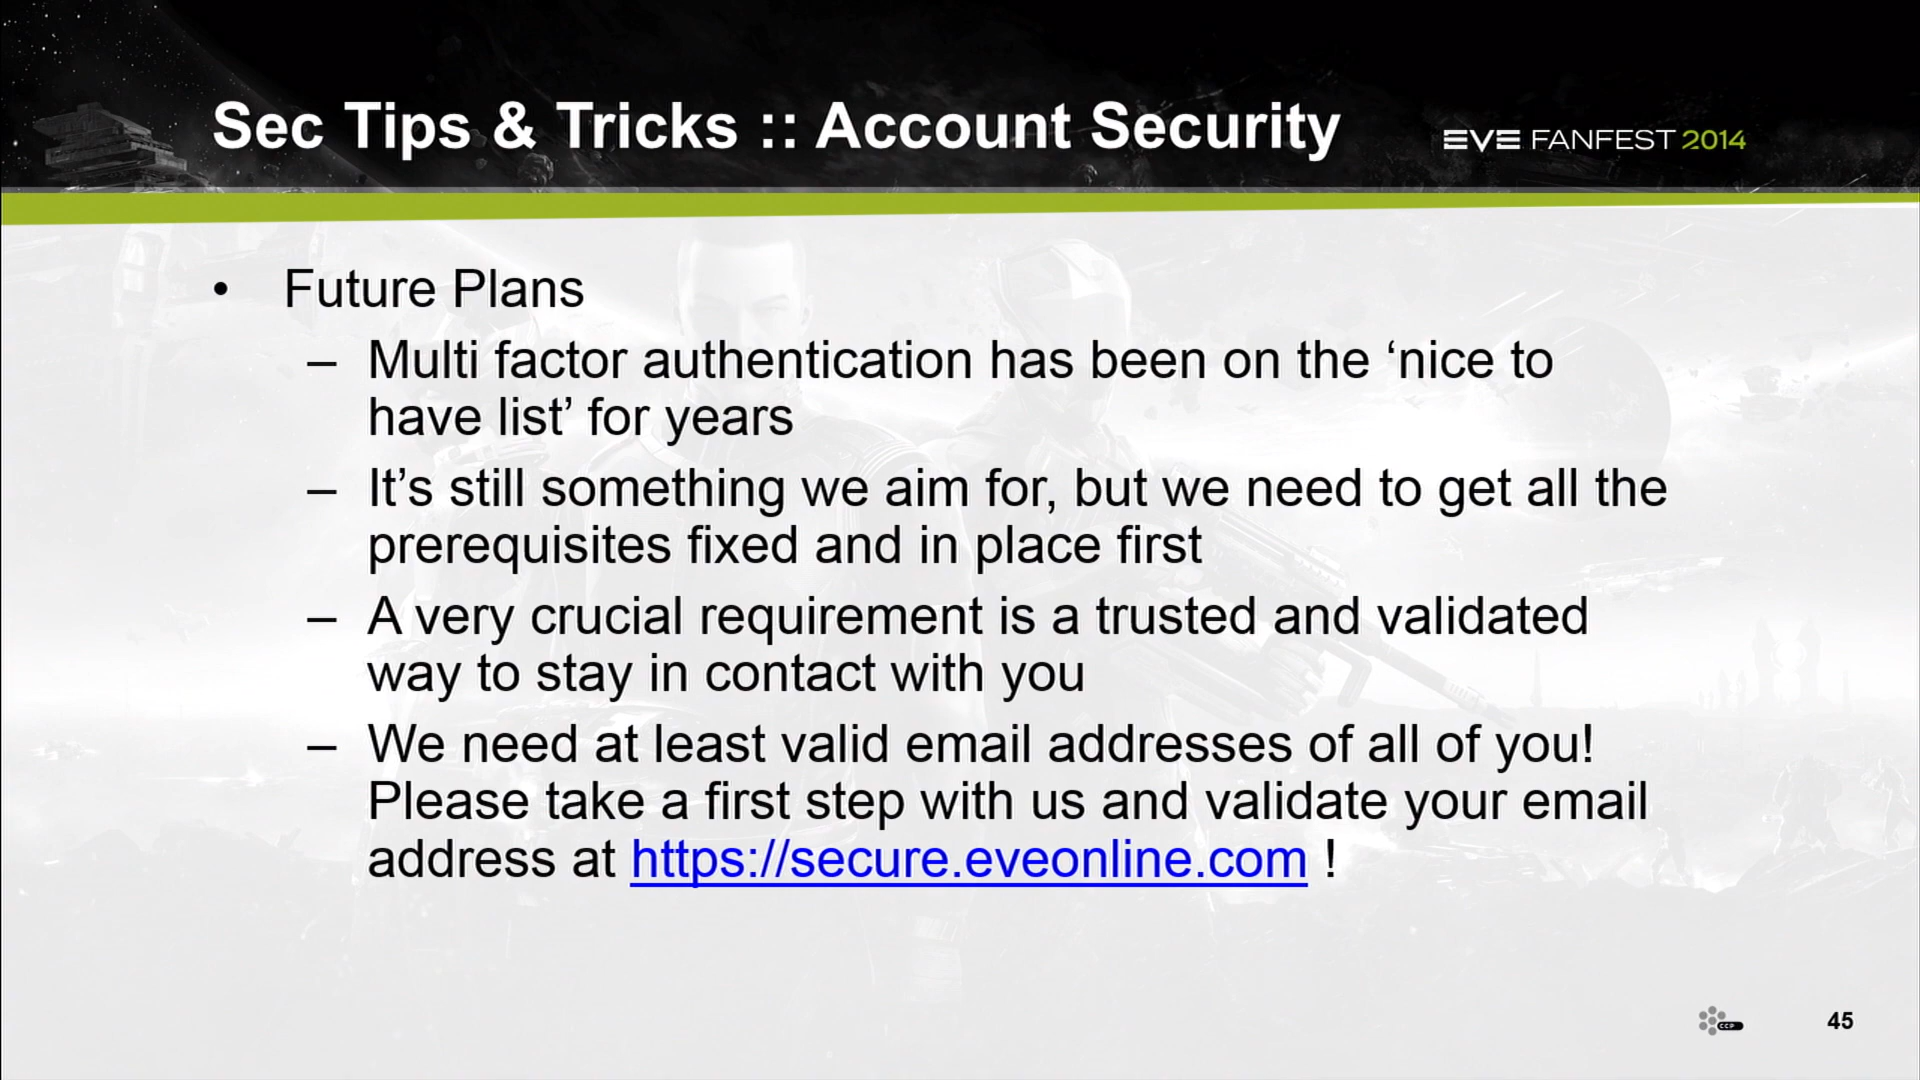 Sec Tips & Tricks :: Account Security
EVE FANFEST 2014
• Future Plans
– Multi factor authentication has been on the ‘nice to
have list’ for years
– It’s still something we aim for, but we need to get all the
prerequisites fixed and in place first
– A very crucial requirement is a trusted and validated
way to stay in contact with you
– We need at least valid email addresses of all of you!
Please take a first step with us and validate your email
address at https://secure.eveonline.com !
CCP
45